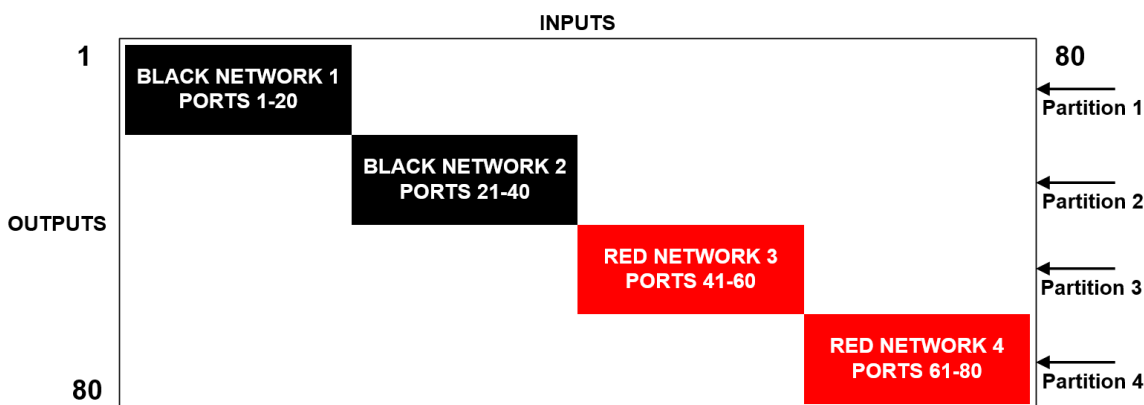 INPUTS
1
80
BLACK NETWORK 1
PORTS 1-20
Partition 1
BLACK NETWORK 2
PORTS 21-40
Partition 2
OUTPUTS
RED NETWORK 3
PORTS 41-60
Partition 3
RED NETWORK 4
PORTS 61-80
Partition 4
80